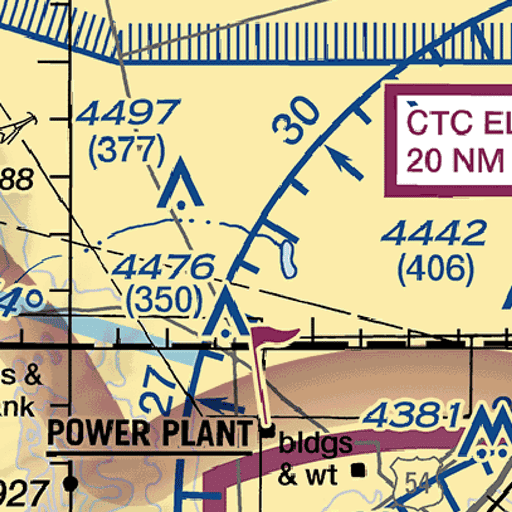 4497
(377)
30
CTC EL
20 NM
88
4442
(406)
4476
(350)
4°
s &
ank
27
4381
POWER PLANT
bldgs
& wt
54
927